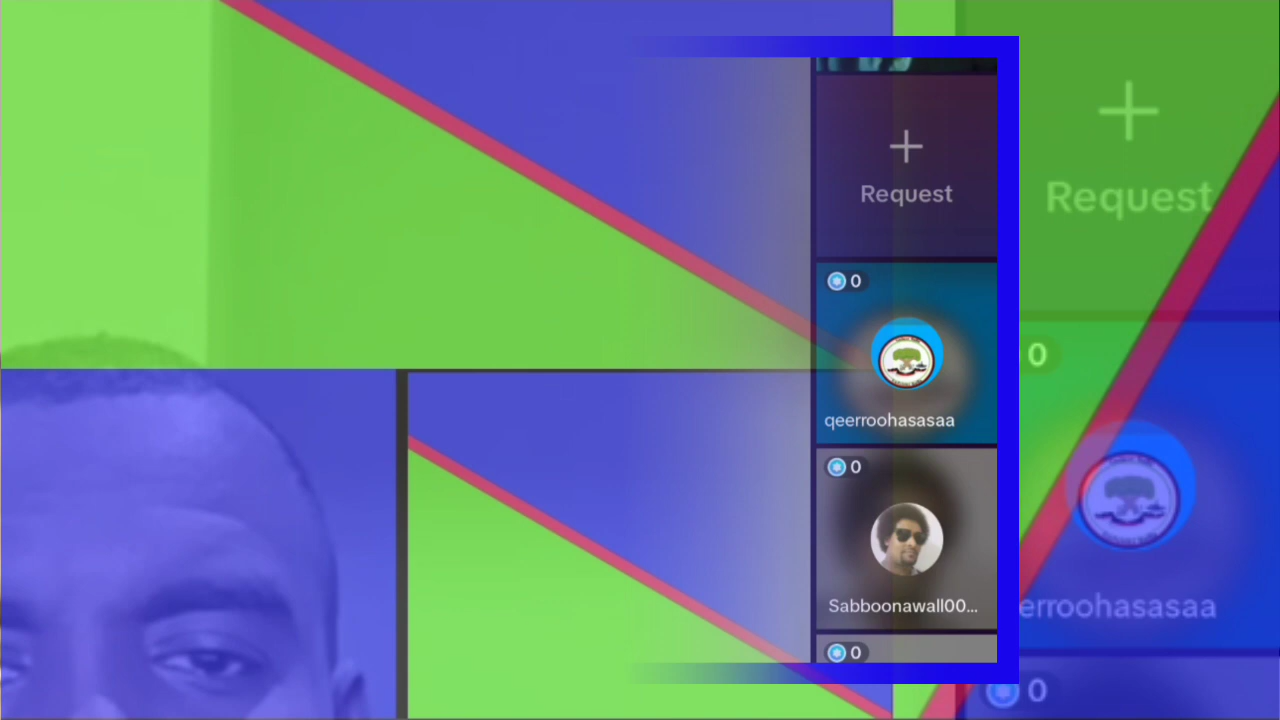 Request
0
qeerroohasasaa
0
Sabboonawall00...
0
Request
0
erroohasasaa
0